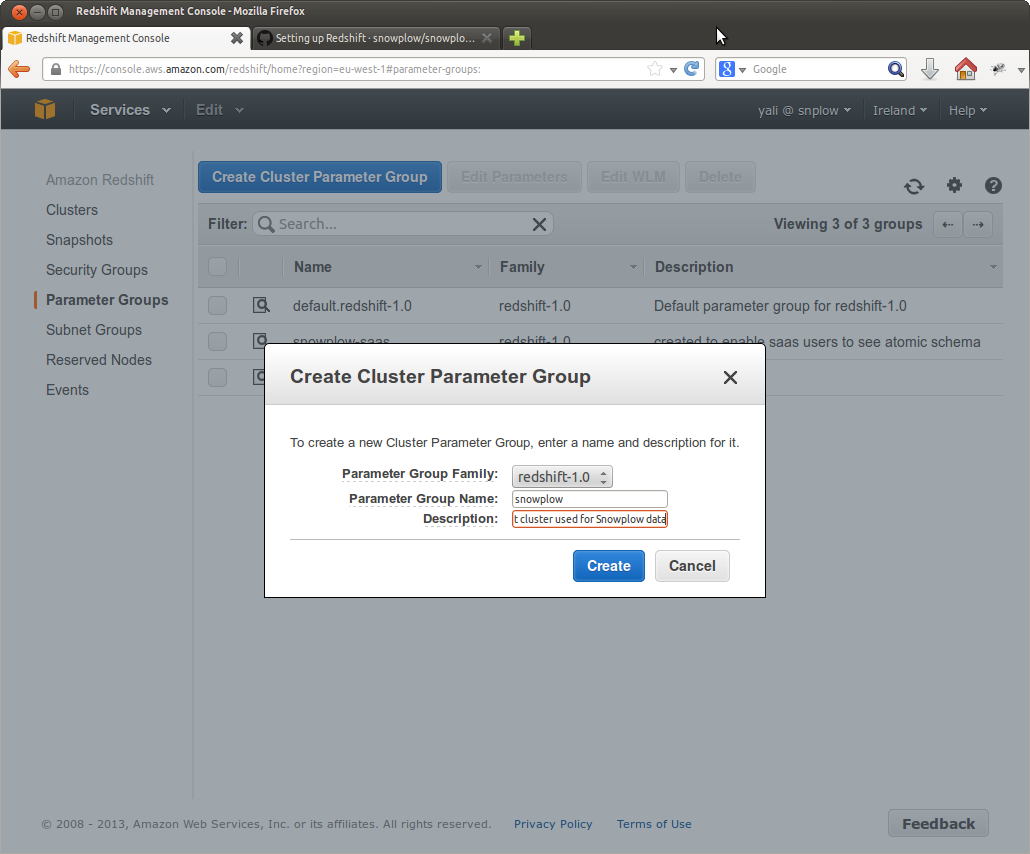 Redshift Management Console - Mozilla Firefox
Redshift Management Console
Setting up Redshift · snowplow/snowplo...
https://console.aws.amazon.com/redshift/home?region=eu-west-1#parameter-groups:
Google
Services Edit yali @ snplow Ireland Help
Amazon Redshift
Clusters
Snapshots
Security Groups
Parameter Groups
Subnet Groups
Reserved Nodes
Events
Create Cluster Parameter Group Edit Parameters Edit WLM Delete
Filter: Search... Viewing 3 of 3 groups
Name Family Description
default.redshift-1.0 redshift-1.0 Default parameter group for redshift-1.0
snowplow-saas redshift-1.0 created to enable saas users to see atomic schema
Create Cluster Parameter Group
To create a new Cluster Parameter Group, enter a name and description for it.
Parameter Group Family: redshift-1.0
Parameter Group Name: snowplow
Description: t cluster used for Snowplow data
Create Cancel
© 2008 - 2013, Amazon Web Services, Inc. or its affiliates. All rights reserved. Privacy Policy Terms of Use Feedback